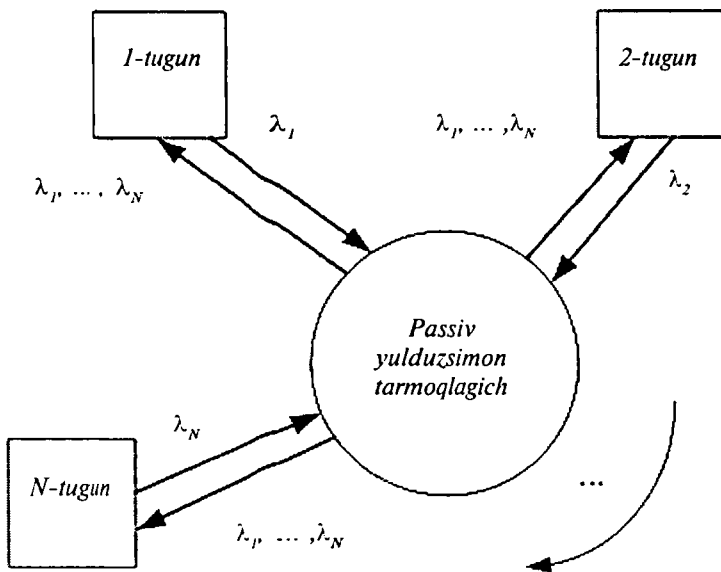 1-tugun
2-tugun
λ1
λ1, ... ,λN
λ1, ... , λN
λ2
Passiv
yulduzsimon
tarmoqlagich
λN
N-tugun
...
λ1, ... ,λN